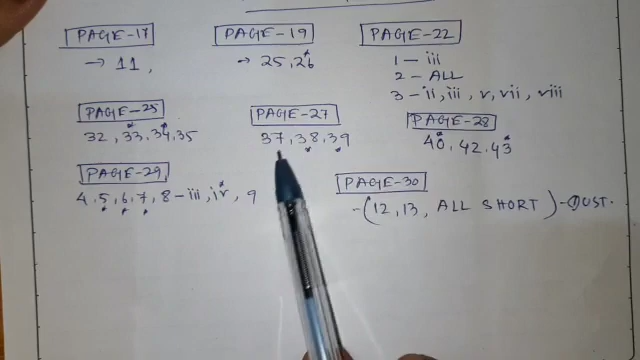 PAGE-17
→ 11,
PAGE-19
→ 25, 26*
PAGE-22
1 – iii
2 – ALL
3 – ii, iii, v, vii, viii
PAGE-25
32, 33, 34, 35
PAGE-27
37, 38, 39
PAGE-28
40, 42, 43
PAGE-29
4, 5, 6, 7, 8 – iii, iv, 9
PAGE-30
– (12, 13, ALL SHORT) – QUST.